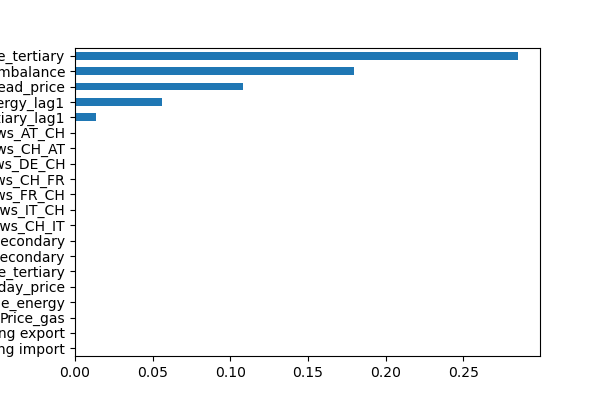 e_tertiary
mbalance
ead_price
ergy_lag1
tiary_lag1
ws_AT_CH
ws_CH_AT
ws_DE_CH
ws_CH_FR
ws_FR_CH
ws_IT_CH
ws_CH_IT
econdary
econdary
e_tertiary
day_price
e_energy
Price_gas
ng export
ng import
0.00 0.05 0.10 0.15 0.20 0.25